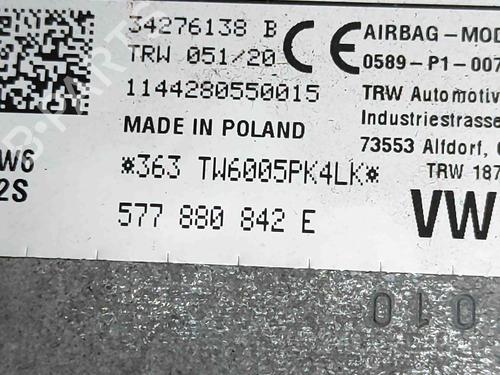 34276138 B
TRW 051/20
1144280550015
MADE IN POLAND
*363 TW6005PK4LK*
577 880 842 E
CE
AIRBAG-MOD
0589-P1-007
TRW Automotiv
Industriestrasse
73553 Alfdorf,
TRW 187
VW
W6
2S
010